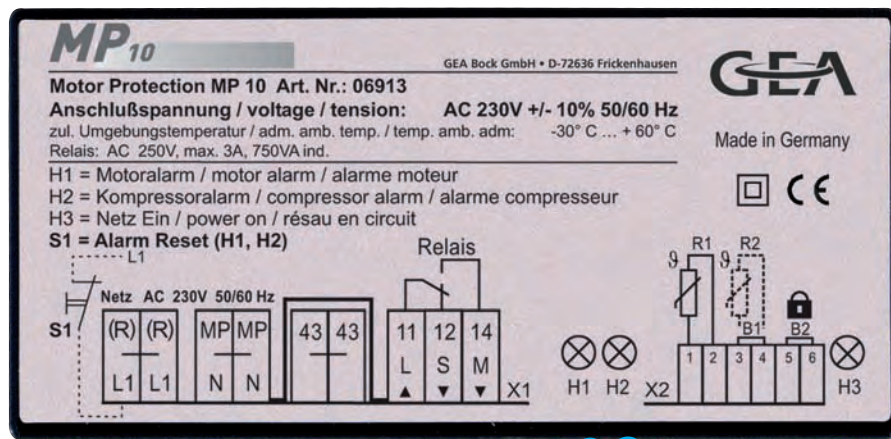 MP10
GEA Bock GmbH • D-72636 Frickenhausen
GEA
Motor Protection MP 10 Art. Nr.: 06913
Anschlußspannung / voltage / tension: AC 230V +/- 10% 50/60 Hz
zul. Umgebungstemperatur / adm. amb. temp. / temp. amb. adm: -30° C ... + 60° C
Relais: AC 250V, max. 3A, 750VA ind.
Made in Germany
H1 = Motoralarm / motor alarm / alarme moteur
H2 = Kompressoralarm / compressor alarm / alarme compresseur
H3 = Netz Ein / power on / résau en circuit
CE
S1 = Alarm Reset (H1, H2)
L1 Relais R1 R2
ϑ ϑ
Netz AC 230V 50/60 Hz
S1 (R) (R) MP MP 43 43 11 12 14 B1 B2
L1 L1 N N L S M X1 H1 H2 X2 1 2 3 4 5 6 H3